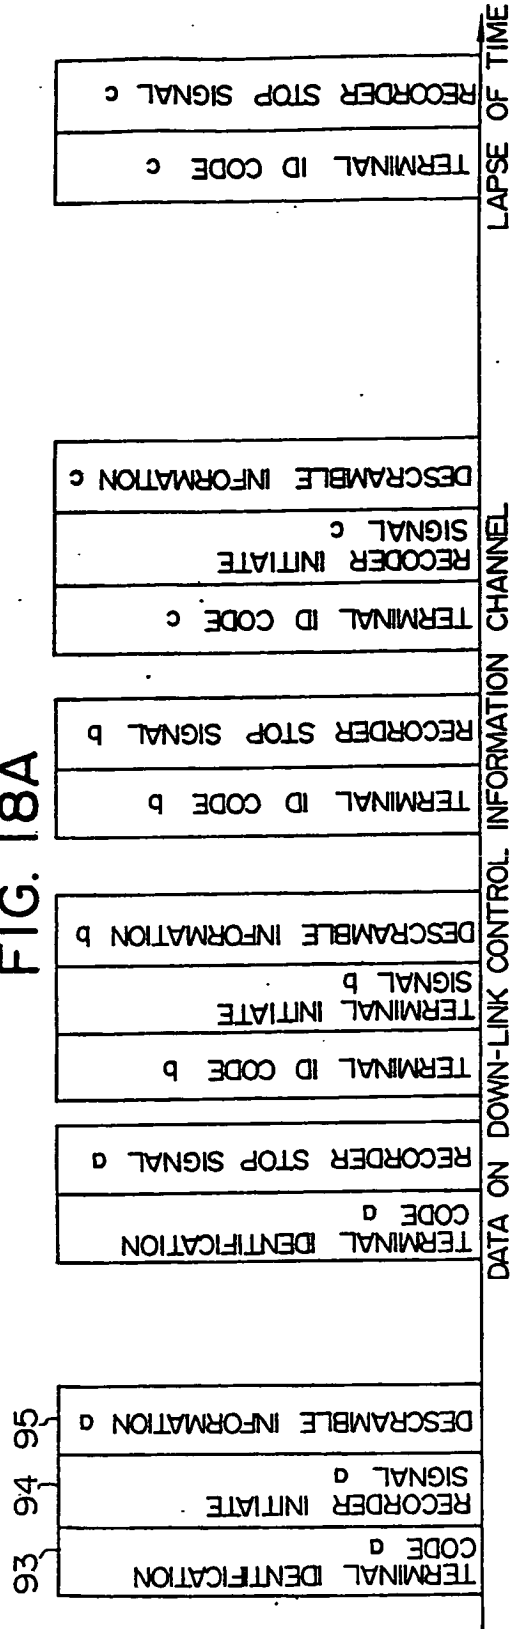 FIG. 18A
93
94
95
TERMINAL IDENTIFICATION
CODE a
RECORDER INITIATE
SIGNAL a
DESCRAMBLE INFORMATION a
TERMINAL IDENTIFICATION
CODE a
RECORDER STOP SIGNAL a
TERMINAL ID CODE b
TERMINAL INITIATE
SIGNAL b
DESCRAMBLE INFORMATION b
TERMINAL ID CODE b
RECORDER STOP SIGNAL b
TERMINAL ID CODE c
RECODER INITIATE
SIGNAL c
DESCRAMBLE INFORMATION c
TERMINAL ID CODE c
RECORDER STOP SIGNAL c
DATA ON DOWN-LINK CONTROL INFORMATION CHANNEL
LAPSE OF TIME